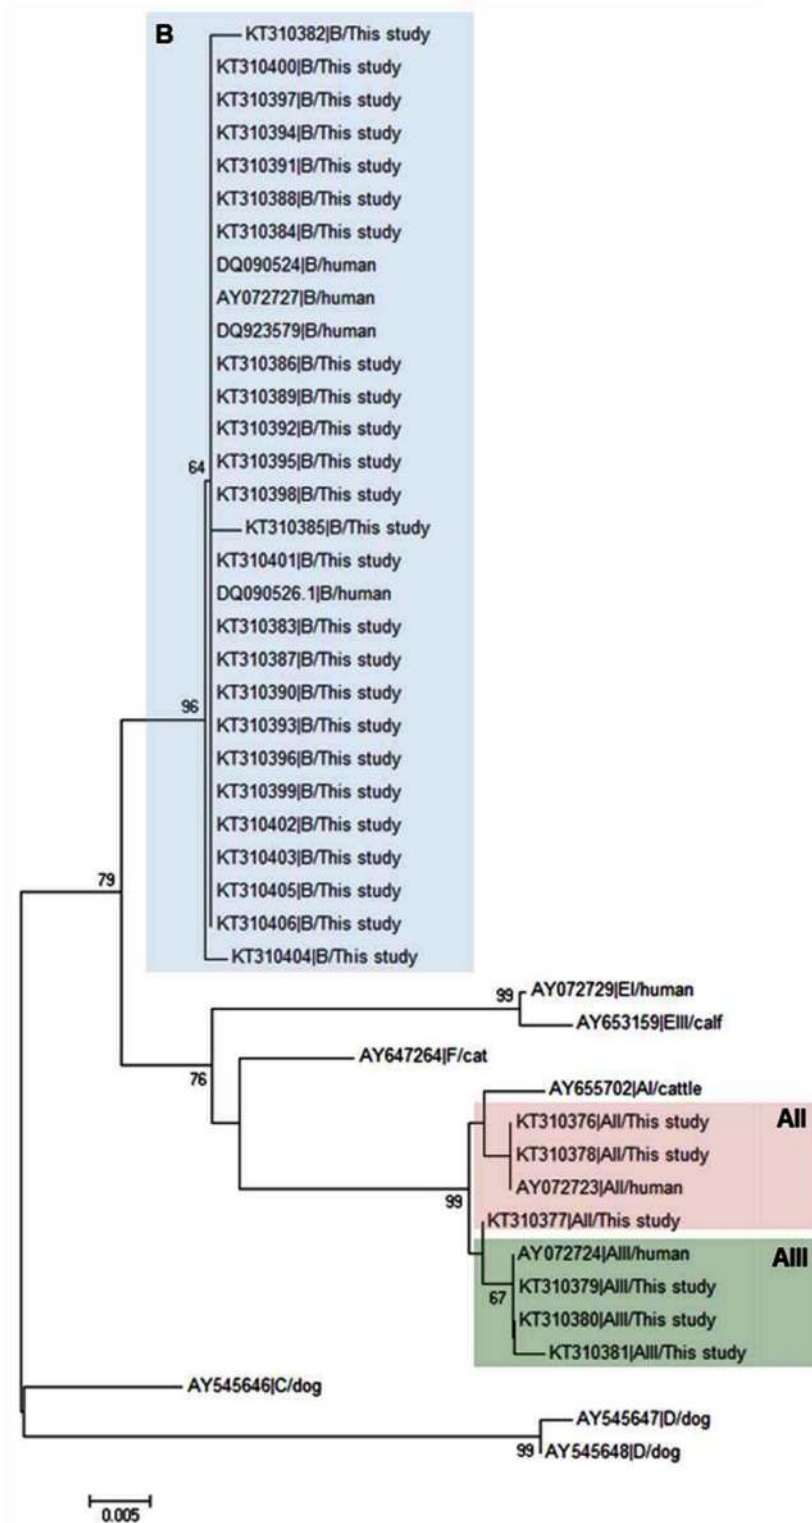 B
KT310382|B/This study
KT310400|B/This study
KT310397|B/This study
KT310394|B/This study
KT310391|B/This study
KT310388|B/This study
KT310384|B/This study
DQ090524|B/human
AY072727|B/human
DQ923579|B/human
KT310386|B/This study
KT310389|B/This study
KT310392|B/This study
KT310395|B/This study
64
KT310398|B/This study
KT310385|B/This study
KT310401|B/This study
DQ090526.1|B/human
KT310383|B/This study
KT310387|B/This study
KT310390|B/This study
96
KT310393|B/This study
KT310396|B/This study
KT310399|B/This study
KT310402|B/This study
KT310403|B/This study
79
KT310405|B/This study
KT310406|B/This study
KT310404|B/This study
99
AY072729|EI/human
AY653159|EIII/calf
AY647264|F/cat
76
AY655702|AI/cattle
AII
KT310376|AII/This study
KT310378|AII/This study
AY072723|AII/human
99
KT310377|AII/This study
AIII
AY072724|AIII/human
KT310379|AIII/This study
67
KT310380|AIII/This study
KT310381|AIII/This study
AY545646|C/dog
AY545647|D/dog
99
AY545648|D/dog
0.005